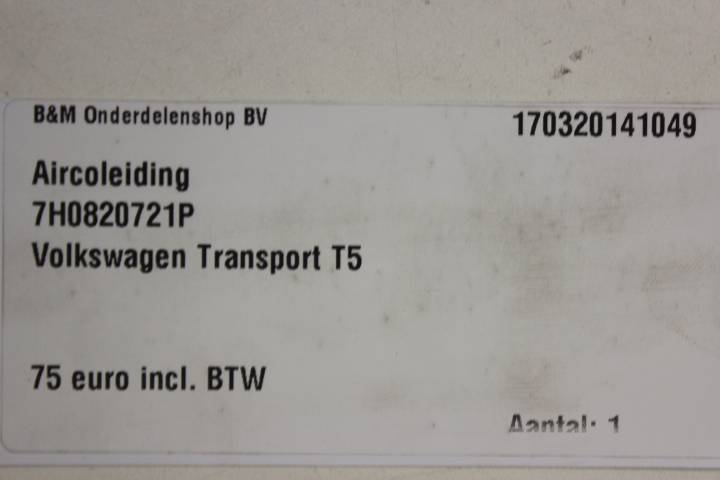 B&M Onderdelenshop BV
170320141049
Aircoleiding
7H0820721P
Volkswagen Transport T5
75 euro incl. BTW
Aantal: 1